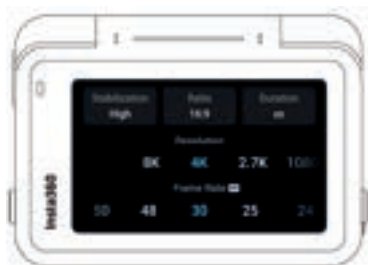 Stabilization Ratio Duration
High 16:9 ∞
Resolution
8K 4K 2.7K 1080
Frame Rate
50 48 30 25 24
Insta360